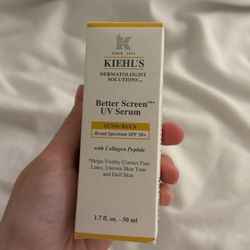 K
SINCE 1851
KIEHL'S
DERMATOLOGIST
SOLUTIONS™
Better Screen™*
UV Serum
SUNSCREEN
Broad Spectrum SPF 50+
with Collagen Peptide
*Helps Visibly Correct Fine
Lines, Uneven Skin Tone
and Dull Skin
1.7 fl. oz. - 50 ml